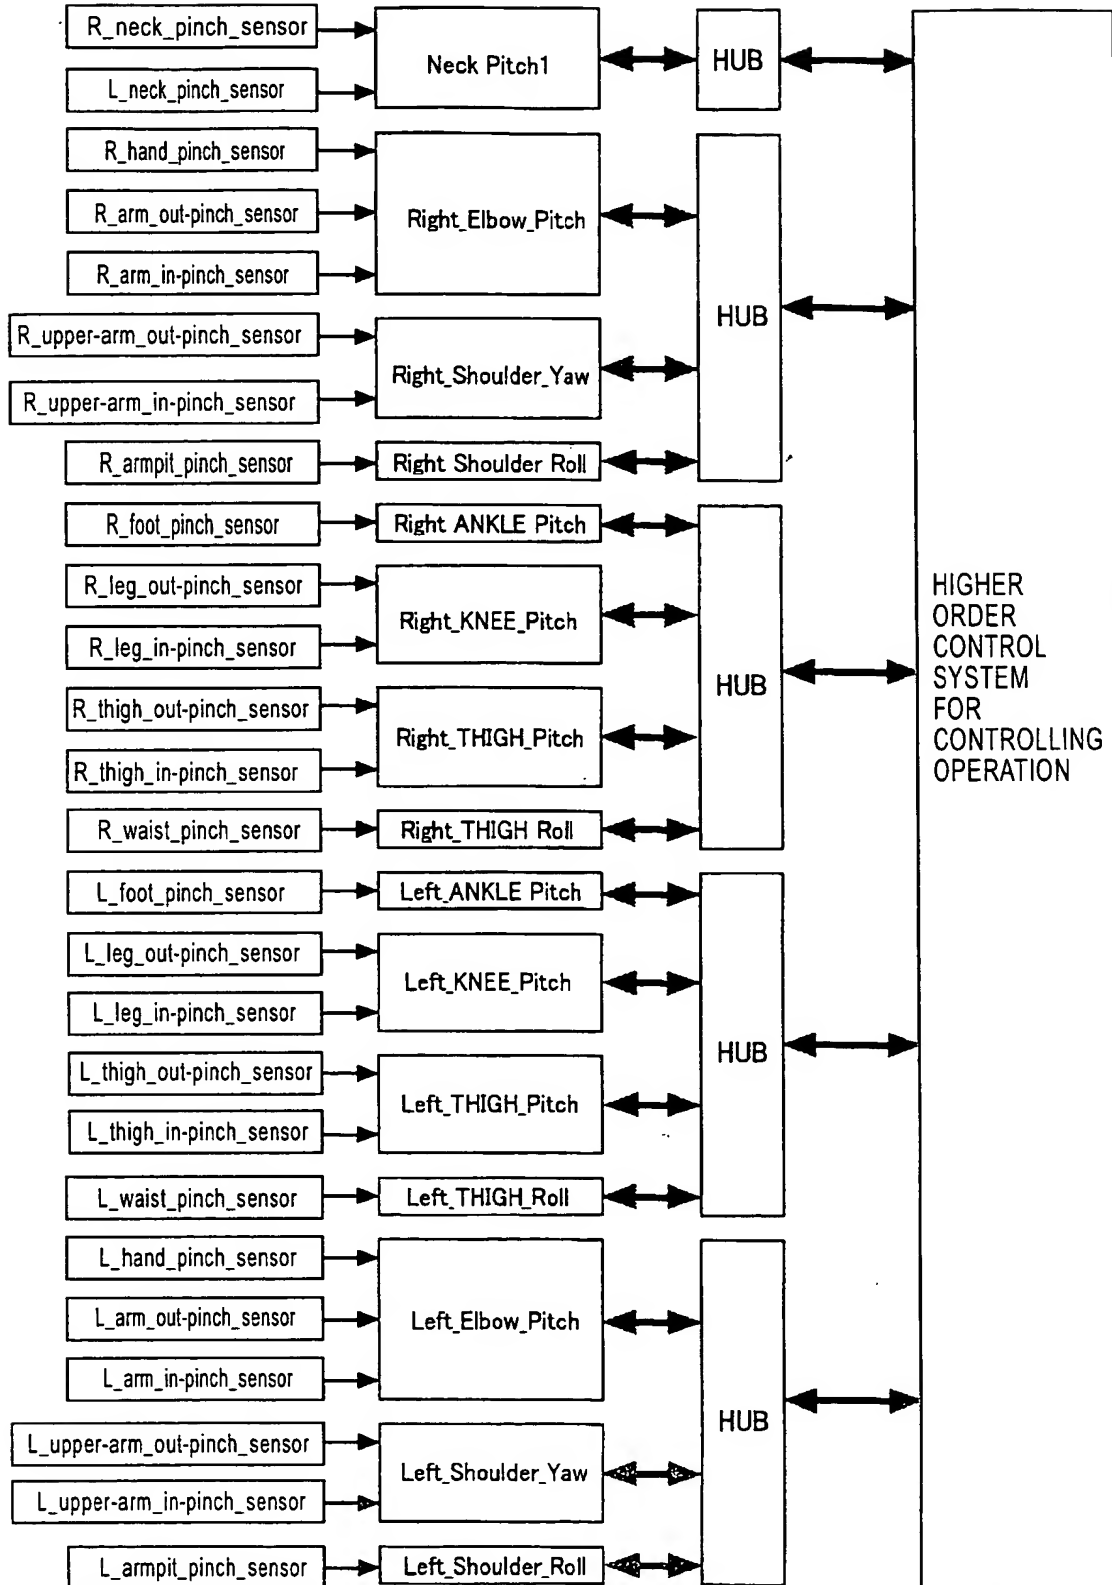 R_neck_pinch_sensor
L_neck_pinch_sensor
Neck Pitch1
HUB
R_hand_pinch_sensor
R_arm_out-pinch_sensor
R_arm_in-pinch_sensor
Right_Elbow_Pitch
R_upper-arm_out-pinch_sensor
R_upper-arm_in-pinch_sensor
Right_Shoulder_Yaw
R_armpit_pinch_sensor
Right Shoulder Roll
HUB
R_foot_pinch_sensor
Right ANKLE Pitch
R_leg_out-pinch_sensor
R_leg_in-pinch_sensor
Right_KNEE_Pitch
R_thigh_out-pinch_sensor
R_thigh_in-pinch_sensor
Right_THIGH_Pitch
R_waist_pinch_sensor
Right_THIGH Roll
HUB
L_foot_pinch_sensor
Left_ANKLE Pitch
L_leg_out-pinch_sensor
L_leg_in-pinch_sensor
Left_KNEE_Pitch
L_thigh_out-pinch_sensor
L_thigh_in-pinch_sensor
Left_THIGH_Pitch
L_waist_pinch_sensor
Left_THIGH_Roll
HUB
L_hand_pinch_sensor
L_arm_out-pinch_sensor
L_arm_in-pinch_sensor
Left_Elbow_Pitch
L_upper-arm_out-pinch_sensor
L_upper-arm_in-pinch_sensor
Left_Shoulder_Yaw
L_armpit_pinch_sensor
Left_Shoulder_Roll
HUB
HIGHER
ORDER
CONTROL
SYSTEM
FOR
CONTROLLING
OPERATION